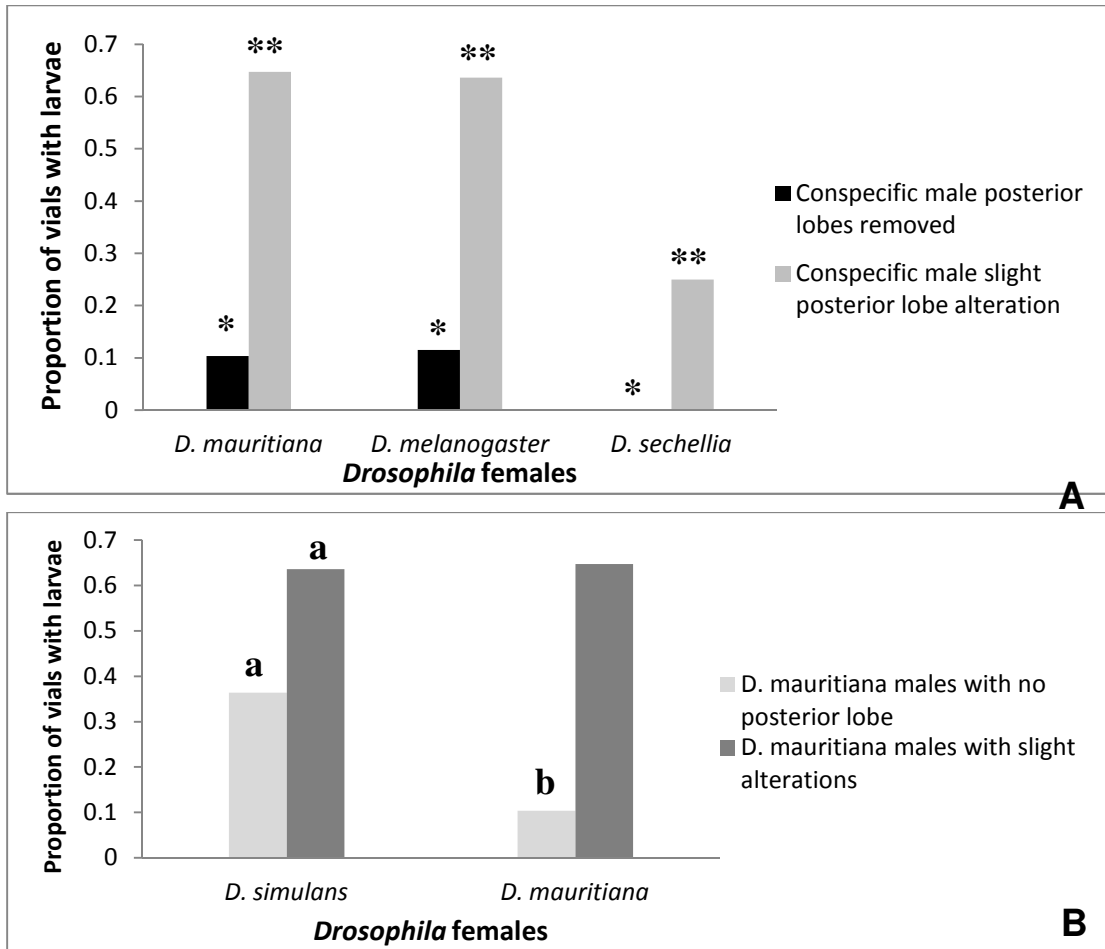 0.7
0.6
0.5
0.4
0.3
0.2
0.1
0
Proportion of vials with larvae
*
**
*
**
*
**
D. mauritiana
D. melanogaster
D. sechellia
Drosophila females
Conspecific male posterior
lobes removed
Conspecific male slight
posterior lobe alteration
A
0.7
0.6
0.5
0.4
0.3
0.2
0.1
0
Proportion of vials with larvae
a
a
b
D. simulans
D. mauritiana
Drosophila females
D. mauritiana males with no
posterior lobe
D. mauritiana males with slight
alterations
B